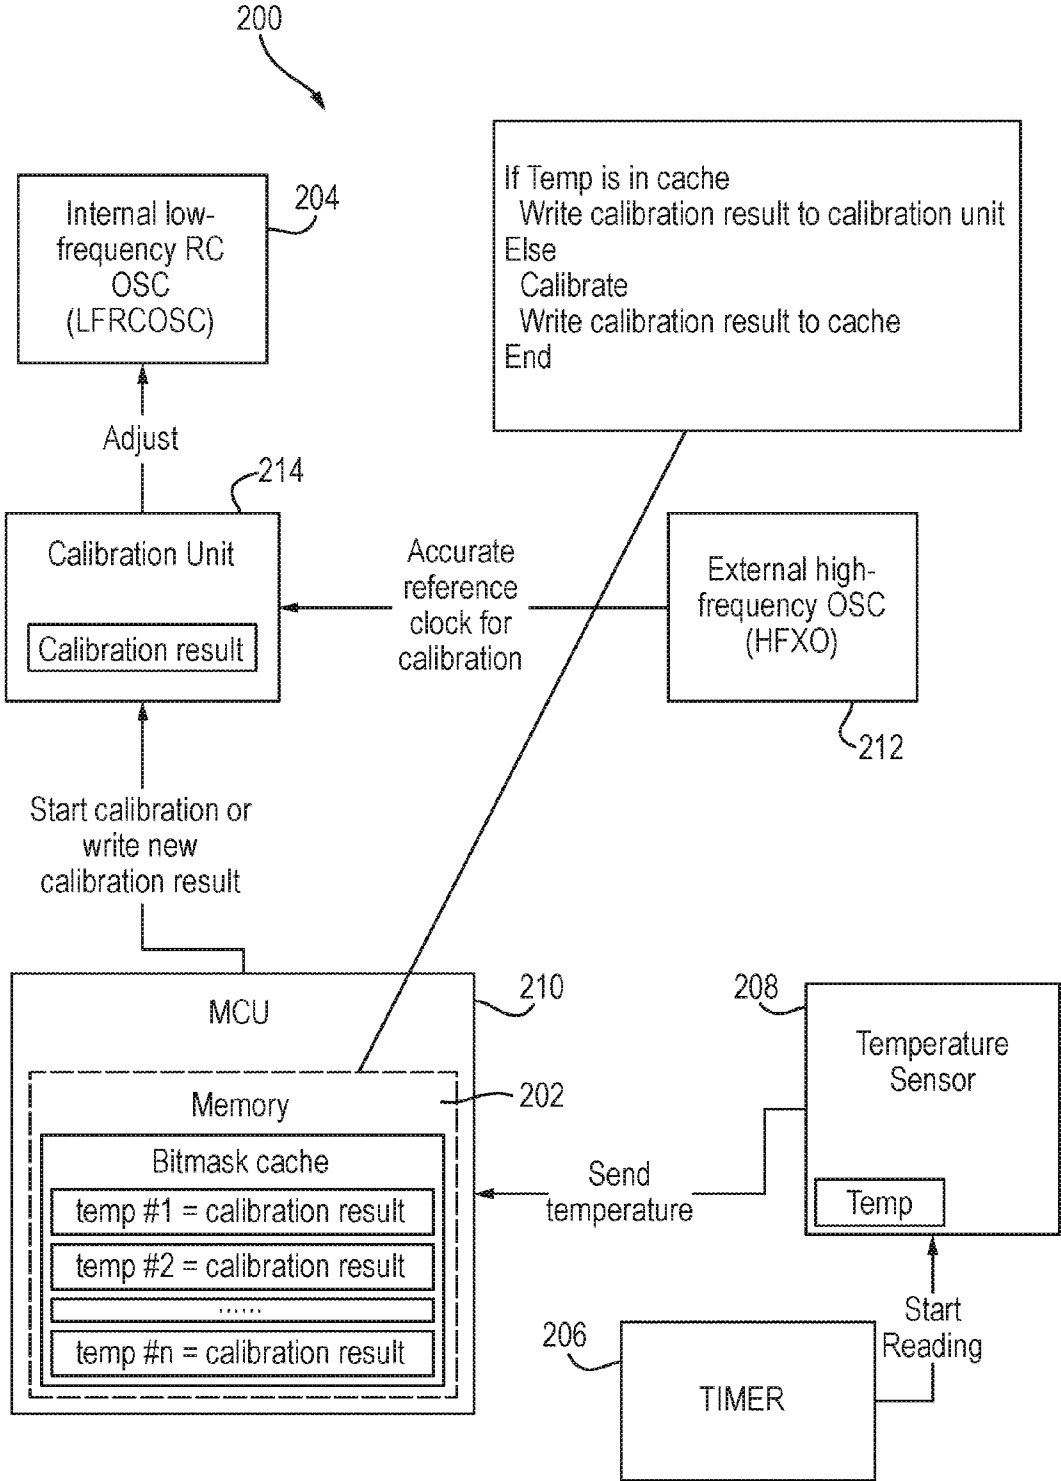 200
If Temp is in cache
Write calibration result to calibration unit
Else
Calibrate
Write calibration result to cache
End
204
Internal low-
frequency RC
OSC
(LFRCOSC)
Adjust
214
Calibration Unit
Calibration result
Accurate
reference
clock for
calibration
External high-
frequency OSC
(HFXO)
212
Start calibration or
write new
calibration result
210
MCU
202
Memory
Bitmask cache
temp #1 = calibration result
temp #2 = calibration result
......
temp #n = calibration result
208
Temperature
Sensor
Temp
Send
temperature
Start
Reading
206
TIMER